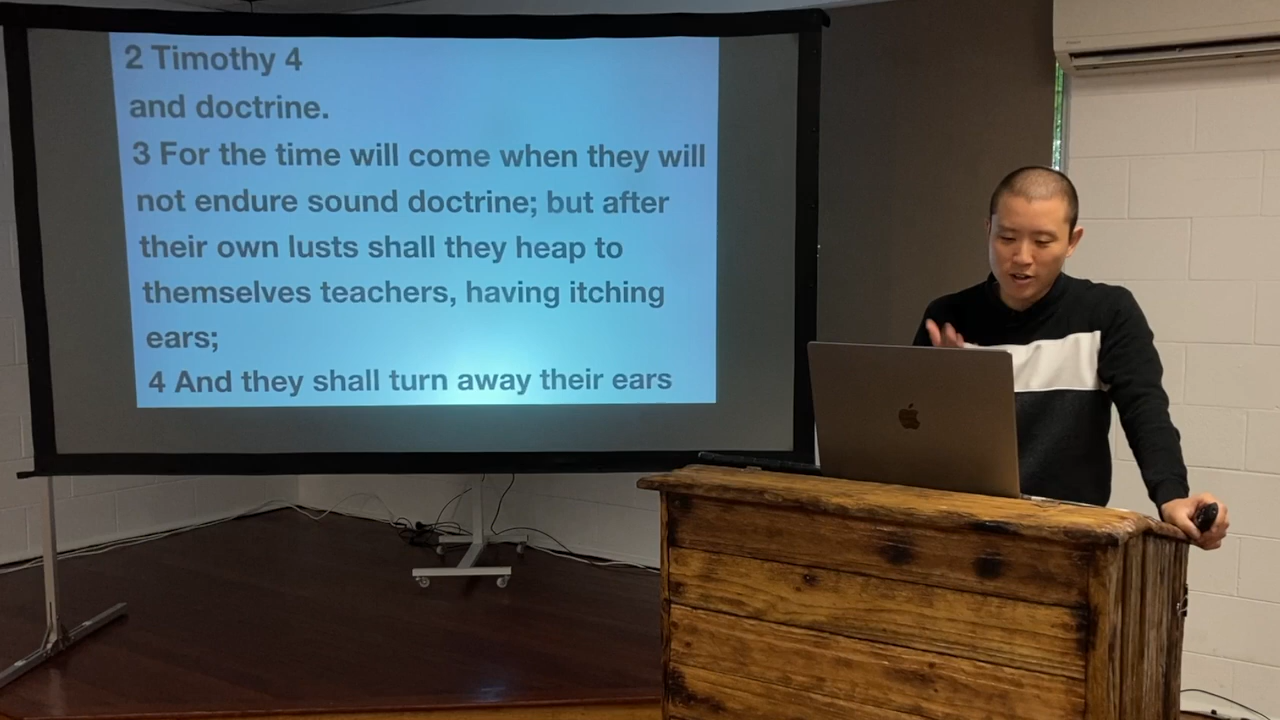 2 Timothy 4
and doctrine.
3 For the time will come when they will
not endure sound doctrine; but after
their own lusts shall they heap to
themselves teachers, having itching
ears;
4 And they shall turn away their ears